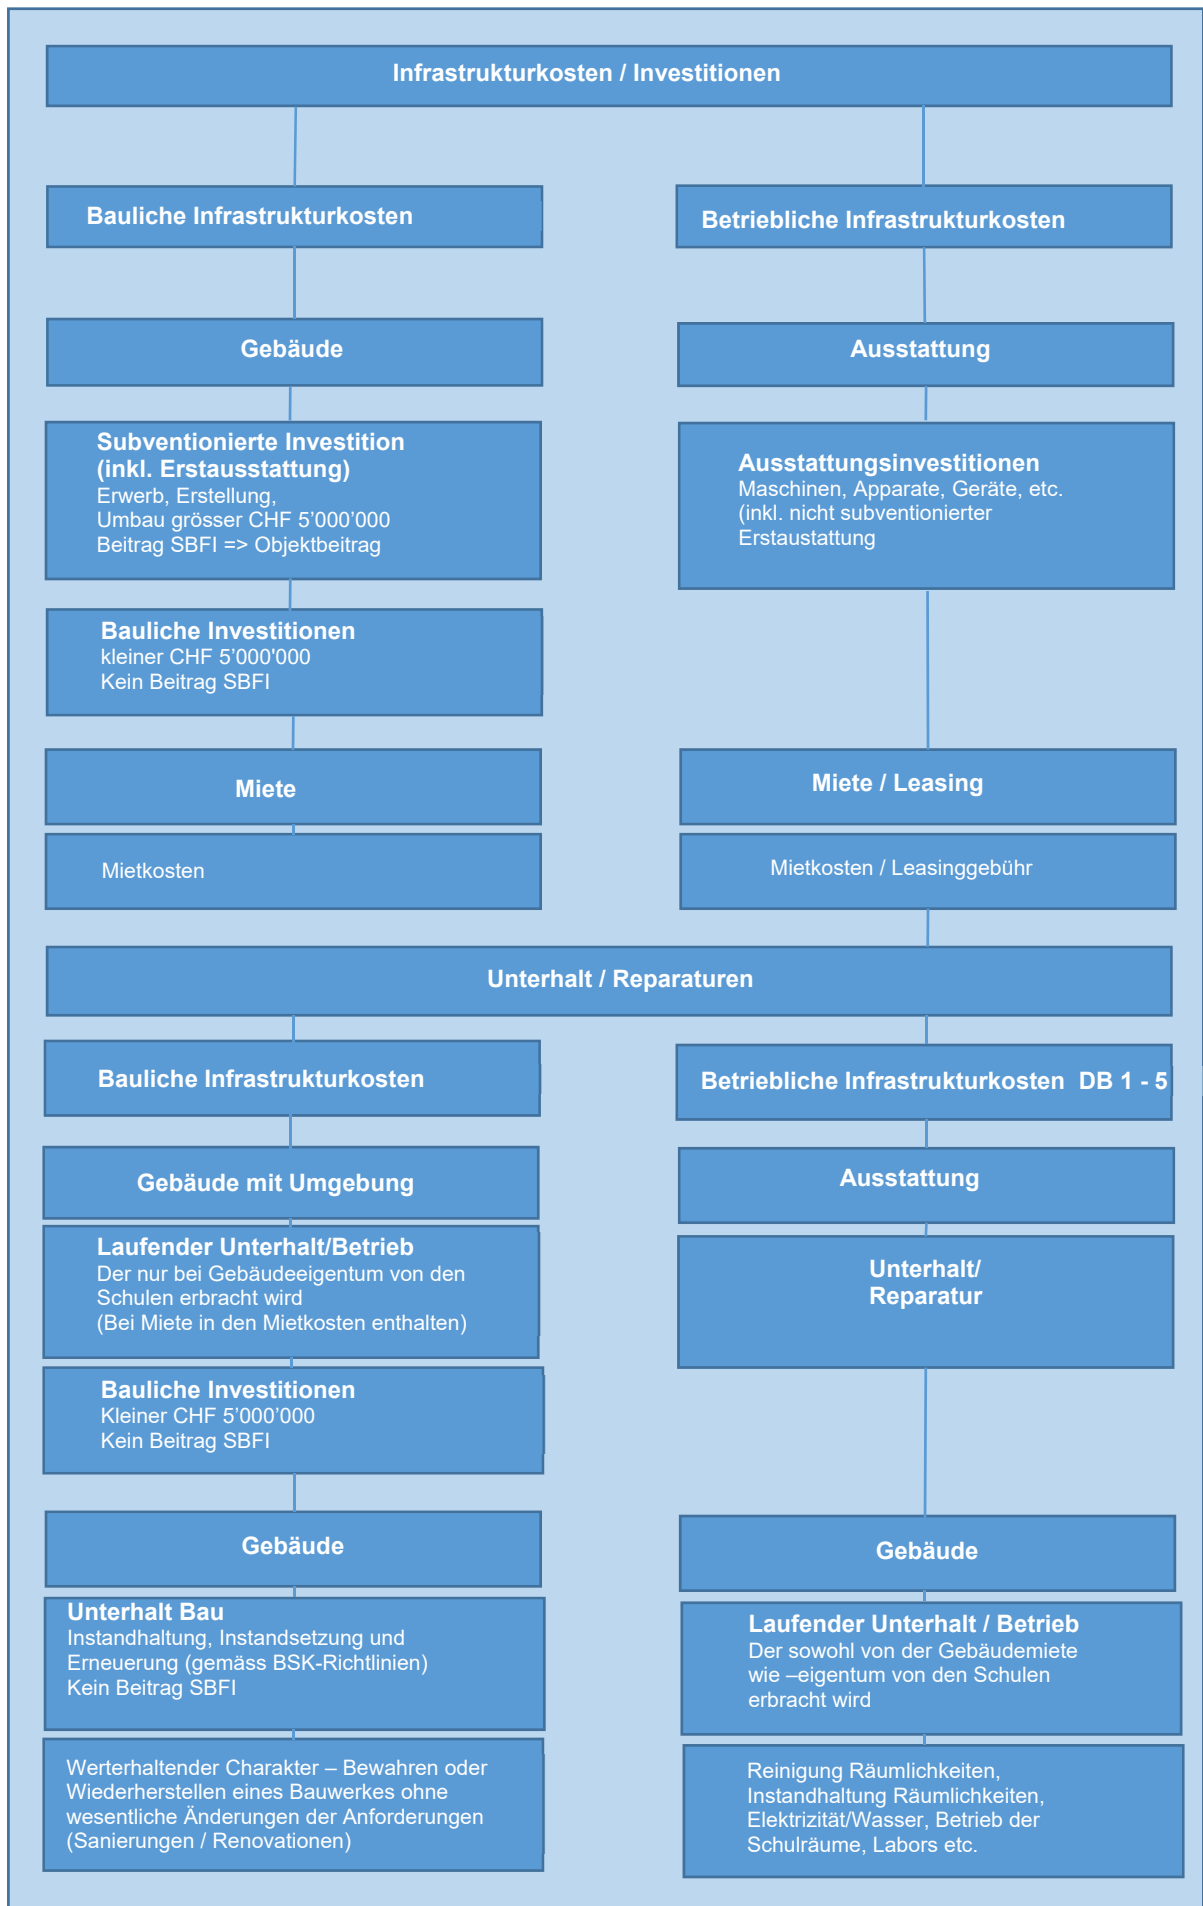 Infrastrukturkosten / Investitionen
Bauliche Infrastrukturkosten
Betriebliche Infrastrukturkosten
Gebäude
Ausstattung
Subventionierte Investition
(inkl. Erstausstattung)
Erwerb, Erstellung,
Umbau grösser CHF 5’000’000
Beitrag SBFI => Objektbeitrag
Ausstattungsinvestitionen
Maschinen, Apparate, Geräte, etc.
(inkl. nicht subventionierter
Erstaustattung
Bauliche Investitionen
kleiner CHF 5’000'000
Kein Beitrag SBFI
Miete
Miete / Leasing
Mietkosten
Mietkosten / Leasinggebühr
Unterhalt / Reparaturen
Bauliche Infrastrukturkosten
Betriebliche Infrastrukturkosten  DB 1 - 5
Gebäude mit Umgebung
Ausstattung
Laufender Unterhalt/Betrieb
Der nur bei Gebäudeeigentum von den
Schulen erbracht wird
(Bei Miete in den Mietkosten enthalten)
Unterhalt/
Reparatur
Bauliche Investitionen
Kleiner CHF 5’000’000
Kein Beitrag SBFI
Gebäude
Gebäude
Unterhalt Bau
Instandhaltung, Instandsetzung und
Erneuerung (gemäss BSK-Richtlinien)
Kein Beitrag SBFI
Laufender Unterhalt / Betrieb
Der sowohl von der Gebäudemiete
wie –eigentum von den Schulen
erbracht wird
Werterhaltender Charakter – Bewahren oder
Wiederherstellen eines Bauwerkes ohne
wesentliche Änderungen der Anforderungen
(Sanierungen / Renovationen)
Reinigung Räumlichkeiten,
Instandhaltung Räumlichkeiten,
Elektrizität/Wasser, Betrieb der
Schulräume, Labors etc.